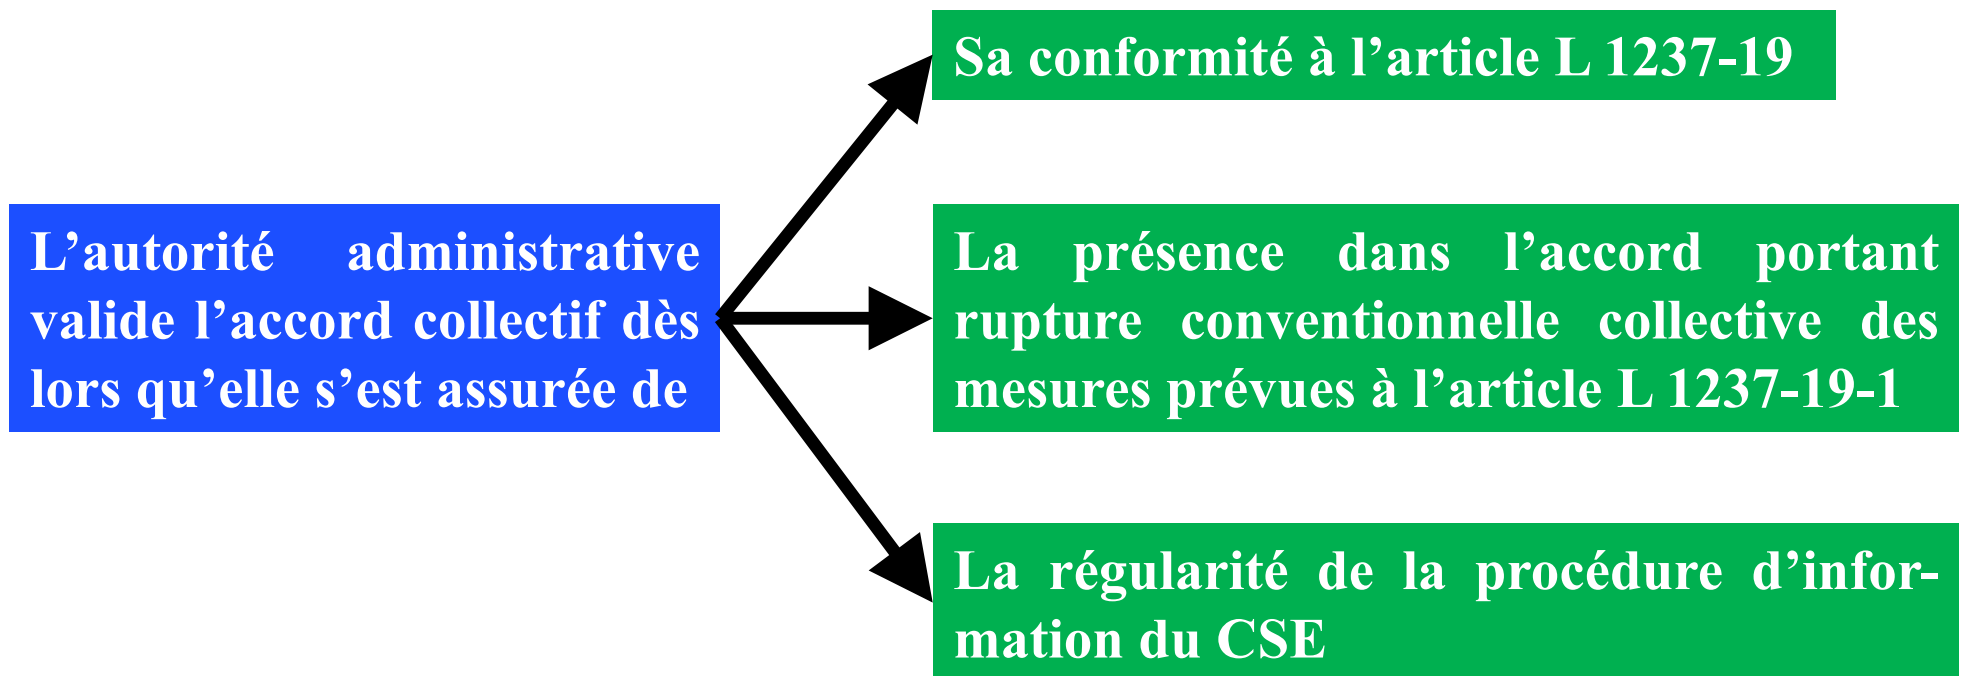 L’autorité administrative
valide l’accord collectif dès
lors qu’elle s’est assurée de
Sa conformité à l’article L 1237-19
La présence dans l’accord portant
rupture conventionnelle collective des
mesures prévues à l’article L 1237-19-1
La régularité de la procédure d’infor-
mation du CSE